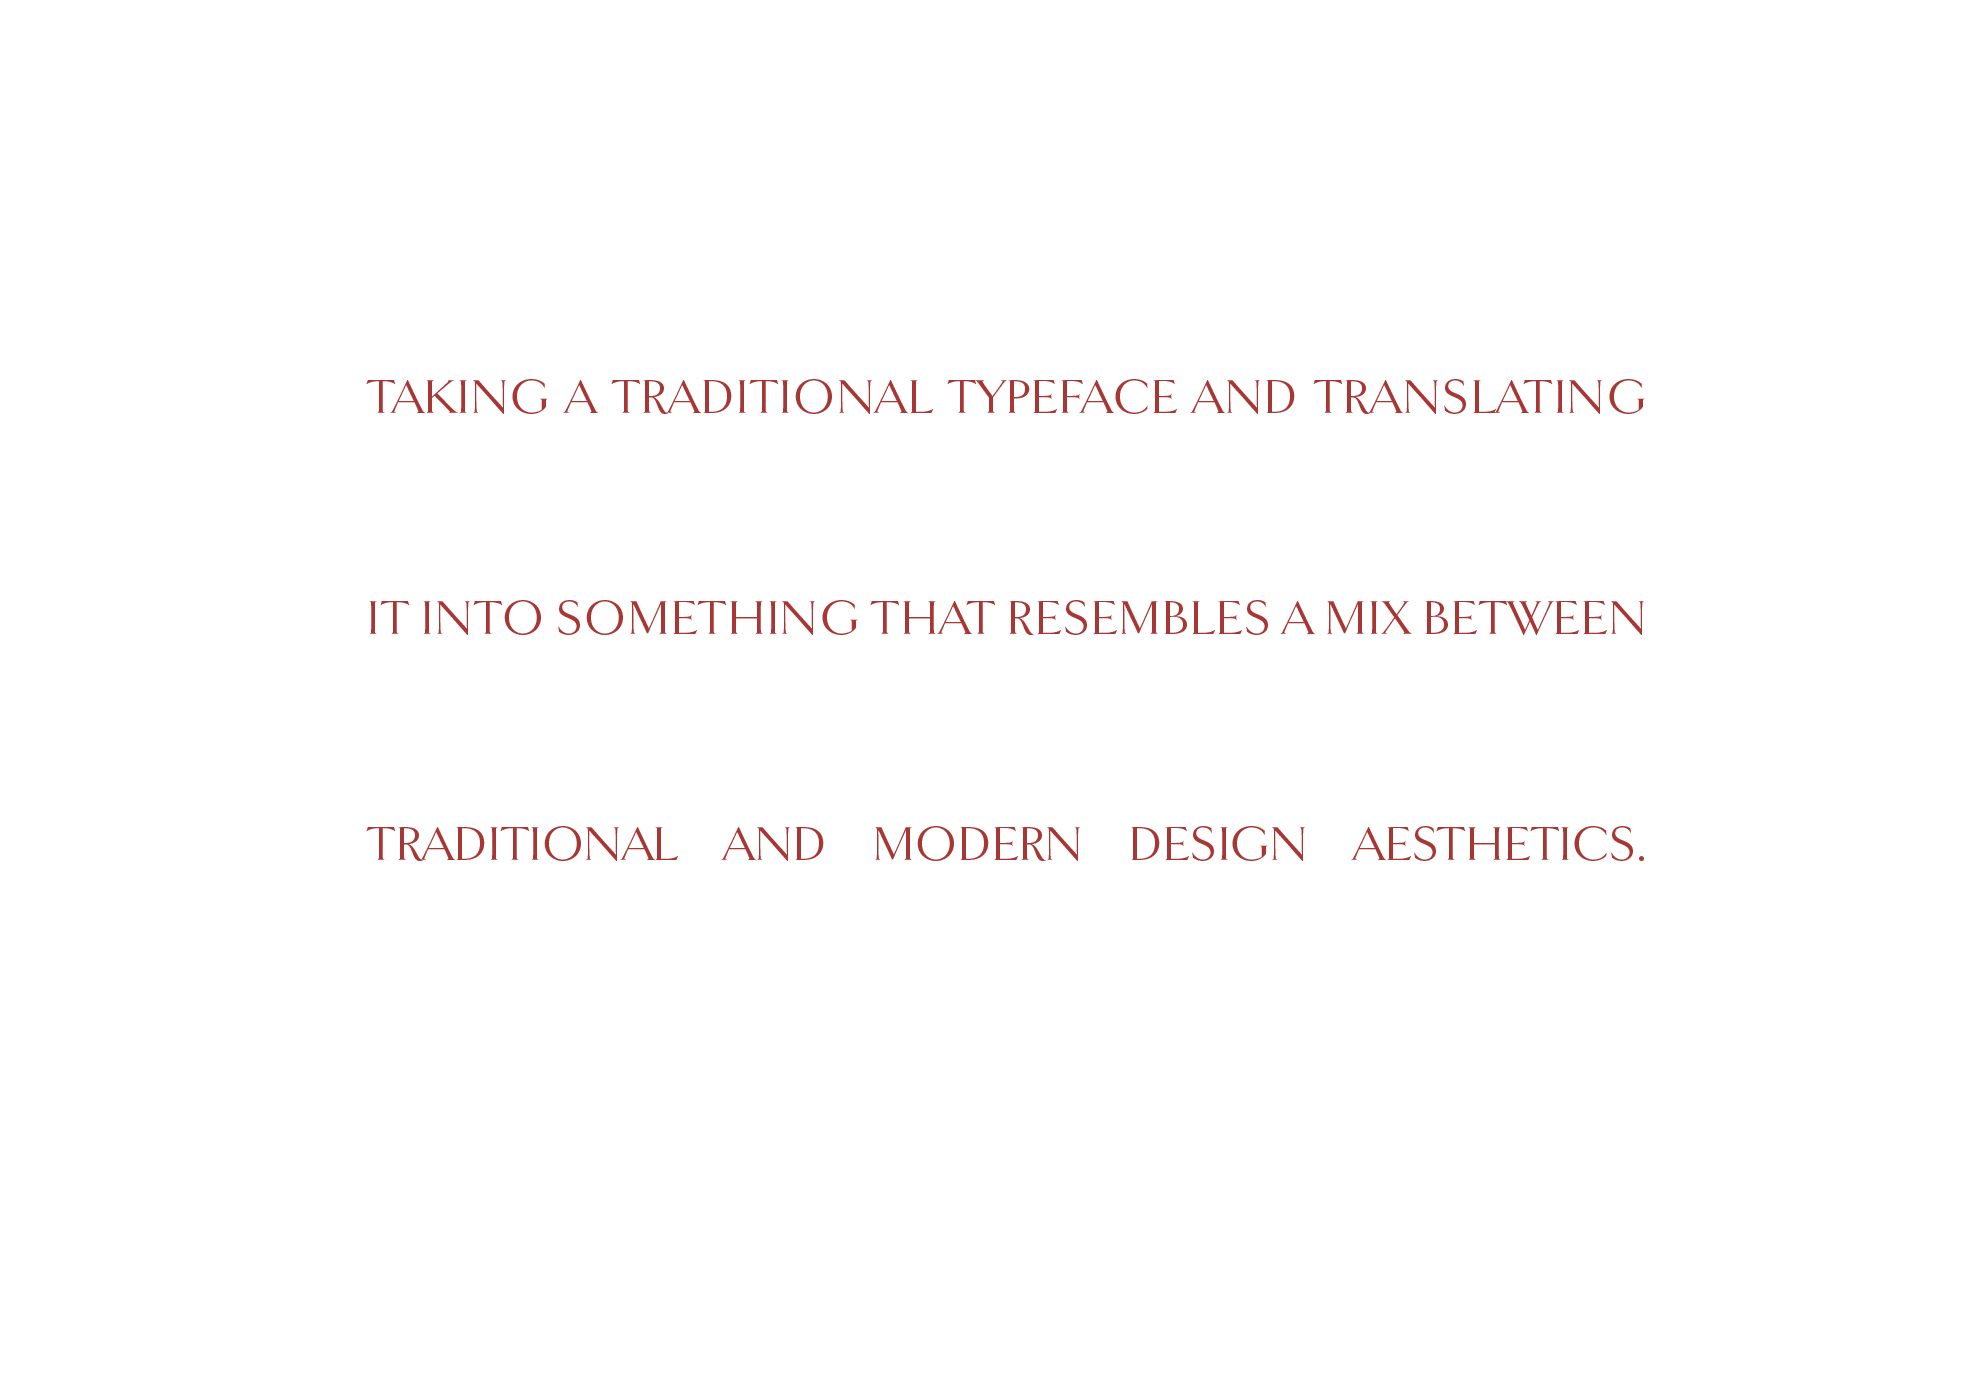 TAKING A TRADITIONAL TYPEFACE AND TRANSLATING
IT INTO SOMETHING THAT RESEMBLES A MIX BETWEEN
TRADITIONAL AND MODERN DESIGN AESTHETICS.